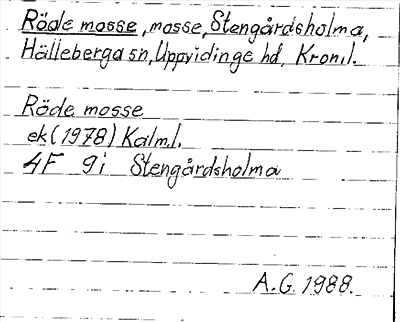 Röde mosse, mosse, Stengårdsholma,
Hälleberga sn, Uppvidinge hd, Kron.l.
Röde mosse
ek (1978) Kalm.l.
4F 9i Stengårdsholma
A.G. 1988.